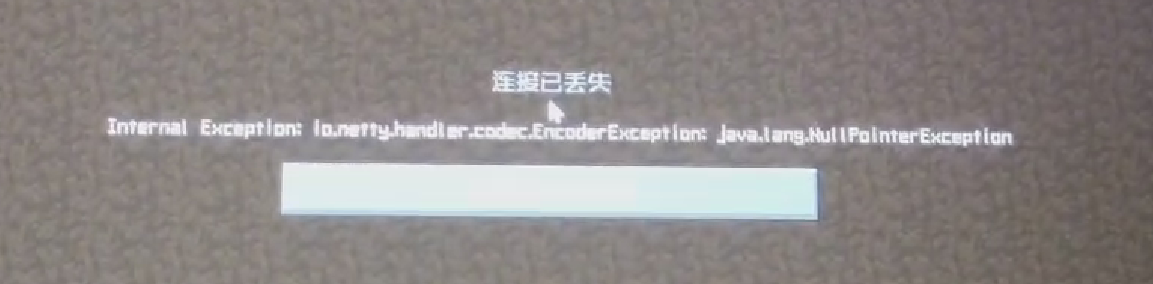 连接已丢失
Internal Exception: io.netty.handler.codec.EncoderException: java.lang.NullPointerException